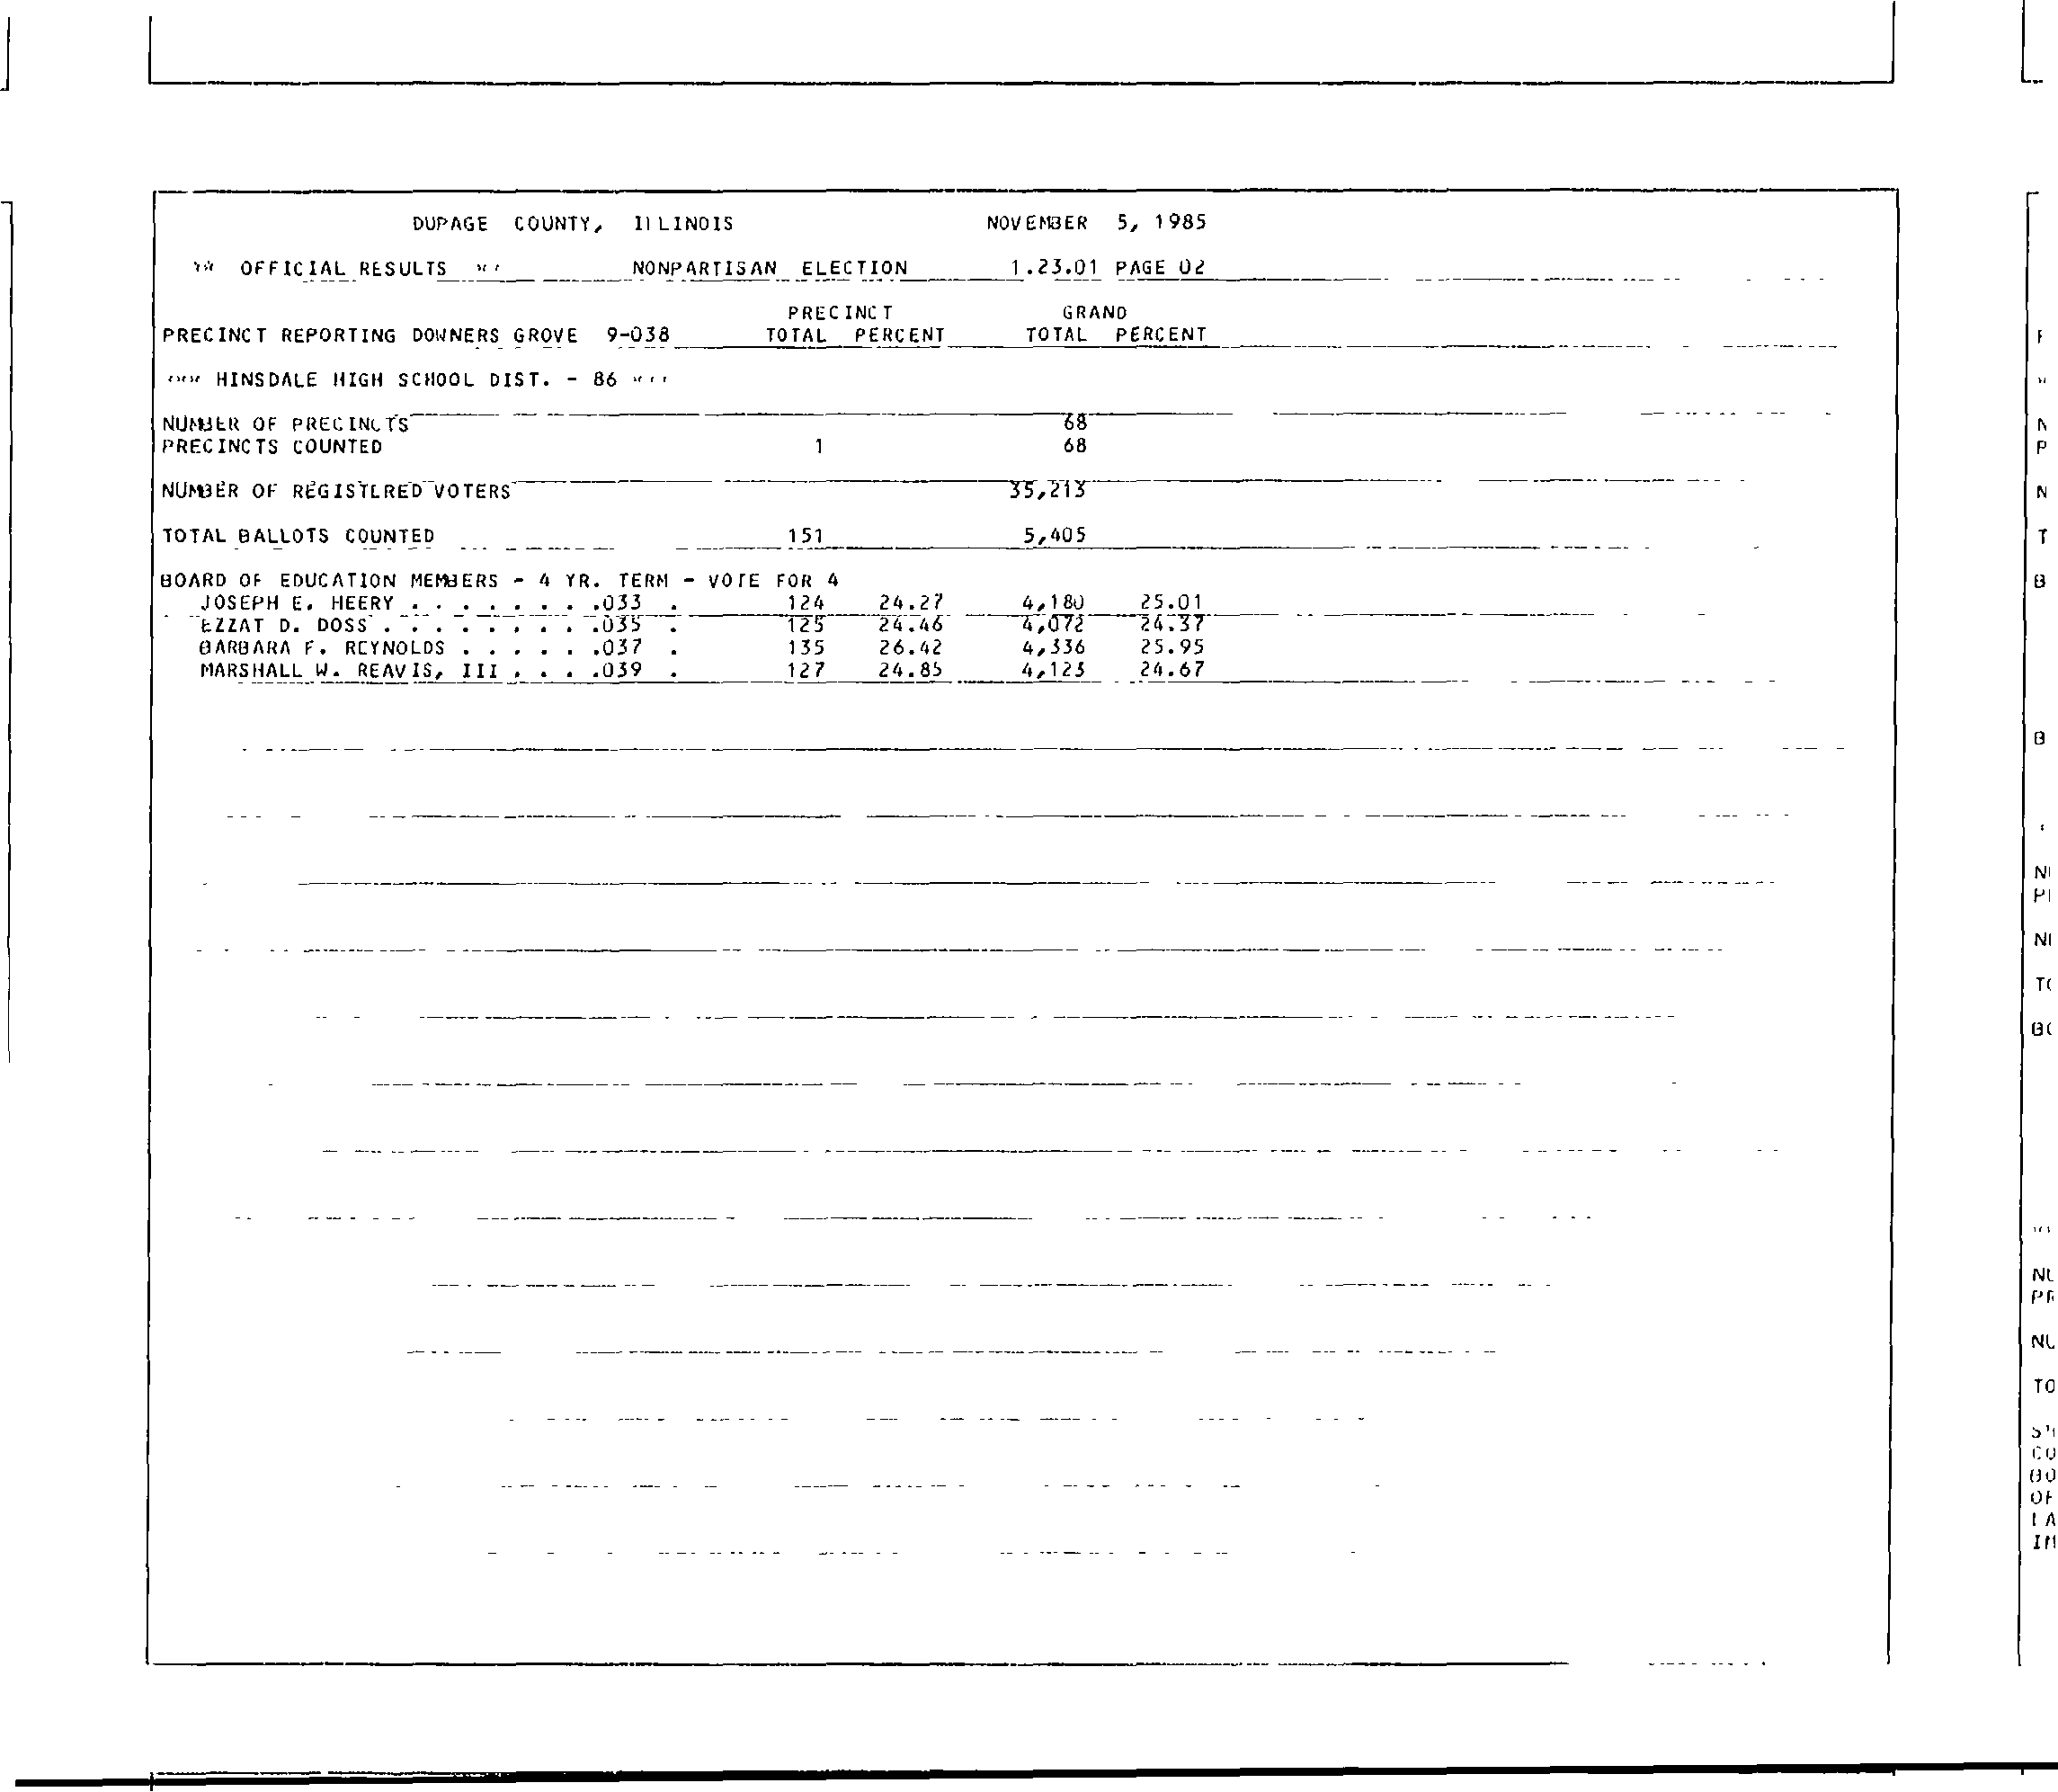 DUPAGE COUNTY, ILLINOIS NOVEMBER 5, 1985
** OFFICIAL RESULTS ** NONPARTISAN ELECTION 1.23.01 PAGE 02
PRECINCT GRAND
PRECINCT REPORTING DOWNERS GROVE 9-038 TOTAL PERCENT TOTAL PERCENT
*** HINSDALE HIGH SCHOOL DIST. - 86 ***
NUMBER OF PRECINCTS 68
PRECINCTS COUNTED 1 68
NUMBER OF REGISTERED VOTERS 35,213
TOTAL BALLOTS COUNTED 151 5,405
BOARD OF EDUCATION MEMBERS - 4 YR. TERM - VOTE FOR 4
JOSEPH E. HEERY . . . . . . . .033 . 124 24.27 4,180 25.01
EZZAT D. DOSS . . . . . . . . .035 . 125 24.46 4,072 24.37
BARBARA F. REYNOLDS . . . . . .037 . 135 26.42 4,336 25.95
MARSHALL W. REAVIS, III . . . .039 . 127 24.85 4,123 24.67